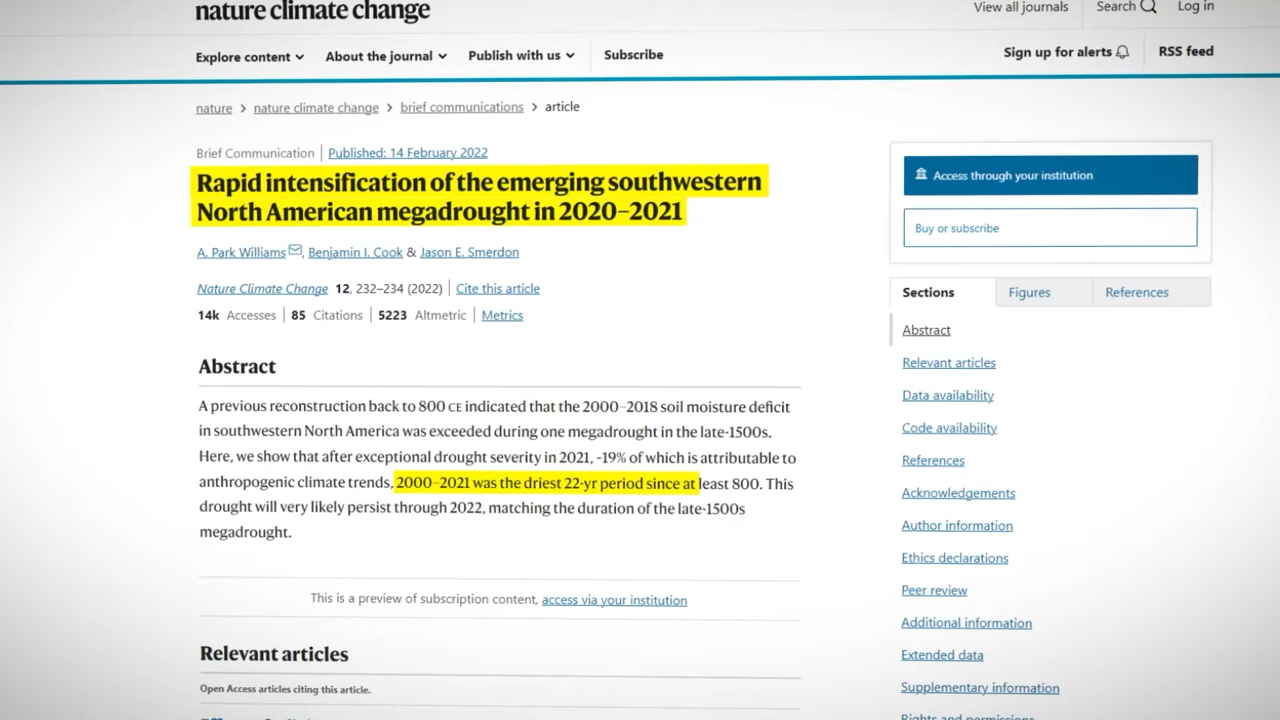 nature climate change
View all journals
Search
Log in
Explore content
About the journal
Publish with us
Subscribe
Sign up for alerts
RSS feed
nature > nature climate change > brief communications > article
Brief Communication | Published: 14 February 2022
Rapid intensification of the emerging southwestern
North American megadrought in 2020–2021
A. Park Williams, Benjamin I. Cook & Jason E. Smerdon
Nature Climate Change 12, 232–234 (2022) | Cite this article
14k Accesses | 85 Citations | 5223 Altmetric | Metrics
Abstract
A previous reconstruction back to 800 CE indicated that the 2000–2018 soil moisture deficit
in southwestern North America was exceeded during one megadrought in the late-1500s.
Here, we show that after exceptional drought severity in 2021, ~19% of which is attributable to
anthropogenic climate trends, 2000–2021 was the driest 22-yr period since at least 800. This
drought will very likely persist through 2022, matching the duration of the late-1500s
megadrought.
This is a preview of subscription content, access via your institution
Relevant articles
Open Access articles citing this article.
Access through your institution
Buy or subscribe
Sections
Figures
References
Abstract
Relevant articles
Data availability
Code availability
References
Acknowledgements
Author information
Ethics declarations
Peer review
Additional information
Extended data
Supplementary information
Rights and permissions